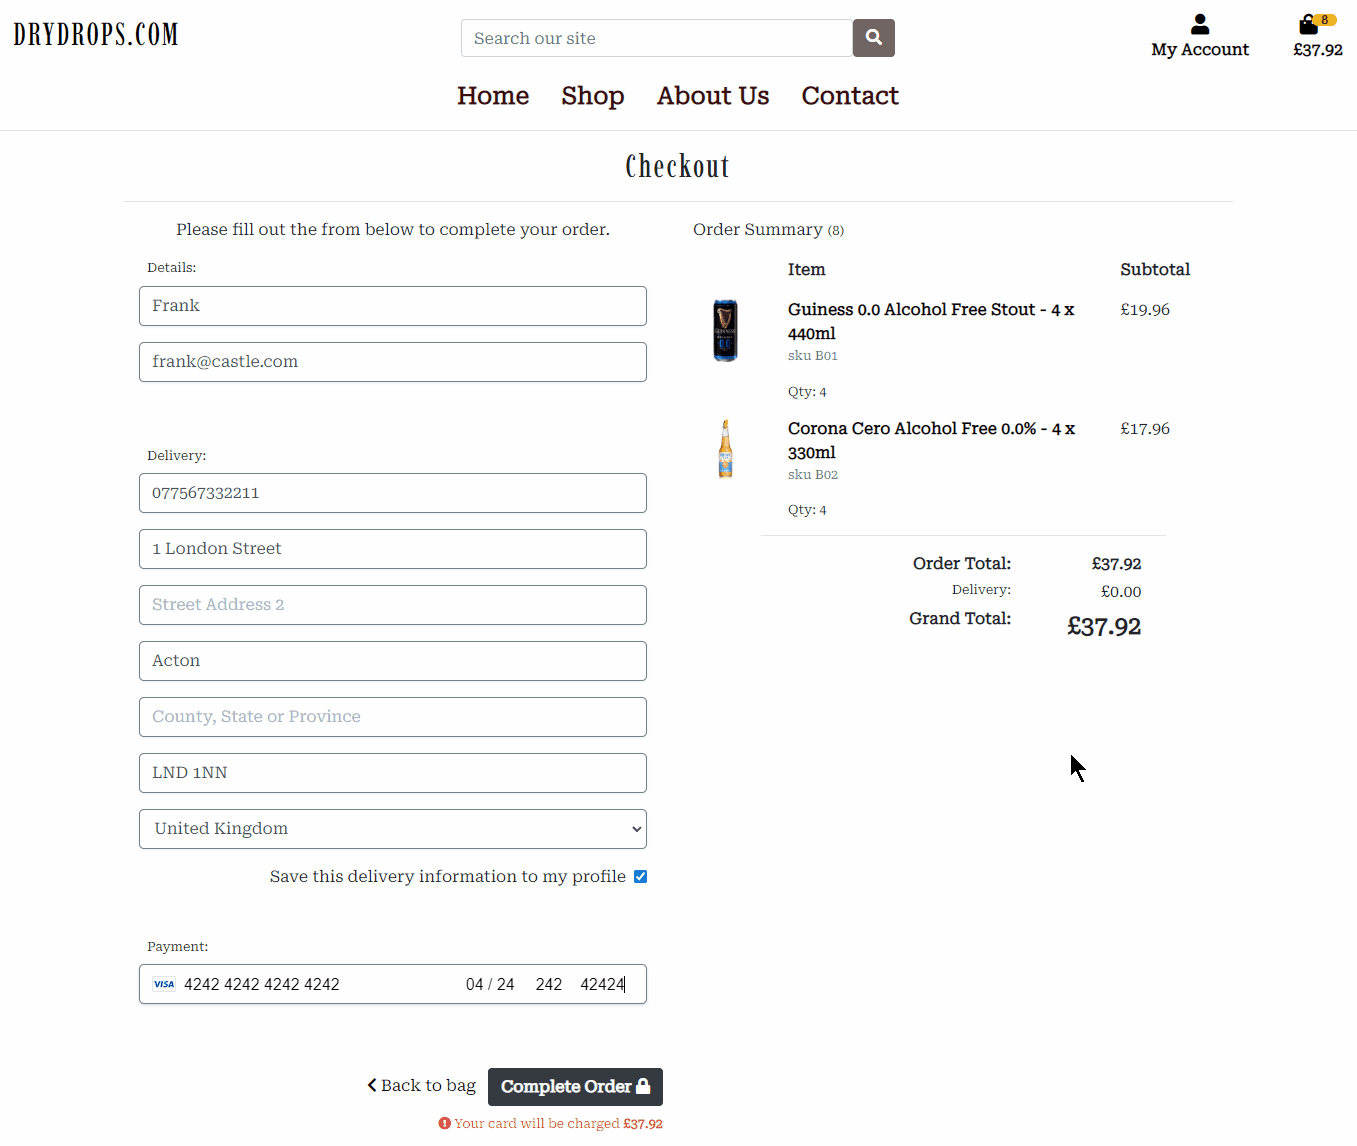 DRYDROPS.COM
Search our site
8
My Account
£37.92
Home Shop About Us Contact
Checkout
Please fill out the from below to complete your order.
Details:
Frank
frank@castle.com
Delivery:
077567332211
1 London Street
Street Address 2
Acton
County, State or Province
LND 1NN
United Kingdom
Save this delivery information to my profile
Payment:
VISA 4242 4242 4242 4242 04 / 24 242 42424
Back to bag
Complete Order
Your card will be charged £37.92
Order Summary (8)
Item Subtotal
Guiness 0.0 Alcohol Free Stout - 4 x £19.96
440ml
sku B01
Qty: 4
Corona Cero Alcohol Free 0.0% - 4 x £17.96
330ml
sku B02
Qty: 4
Order Total: £37.92
Delivery: £0.00
Grand Total: £37.92